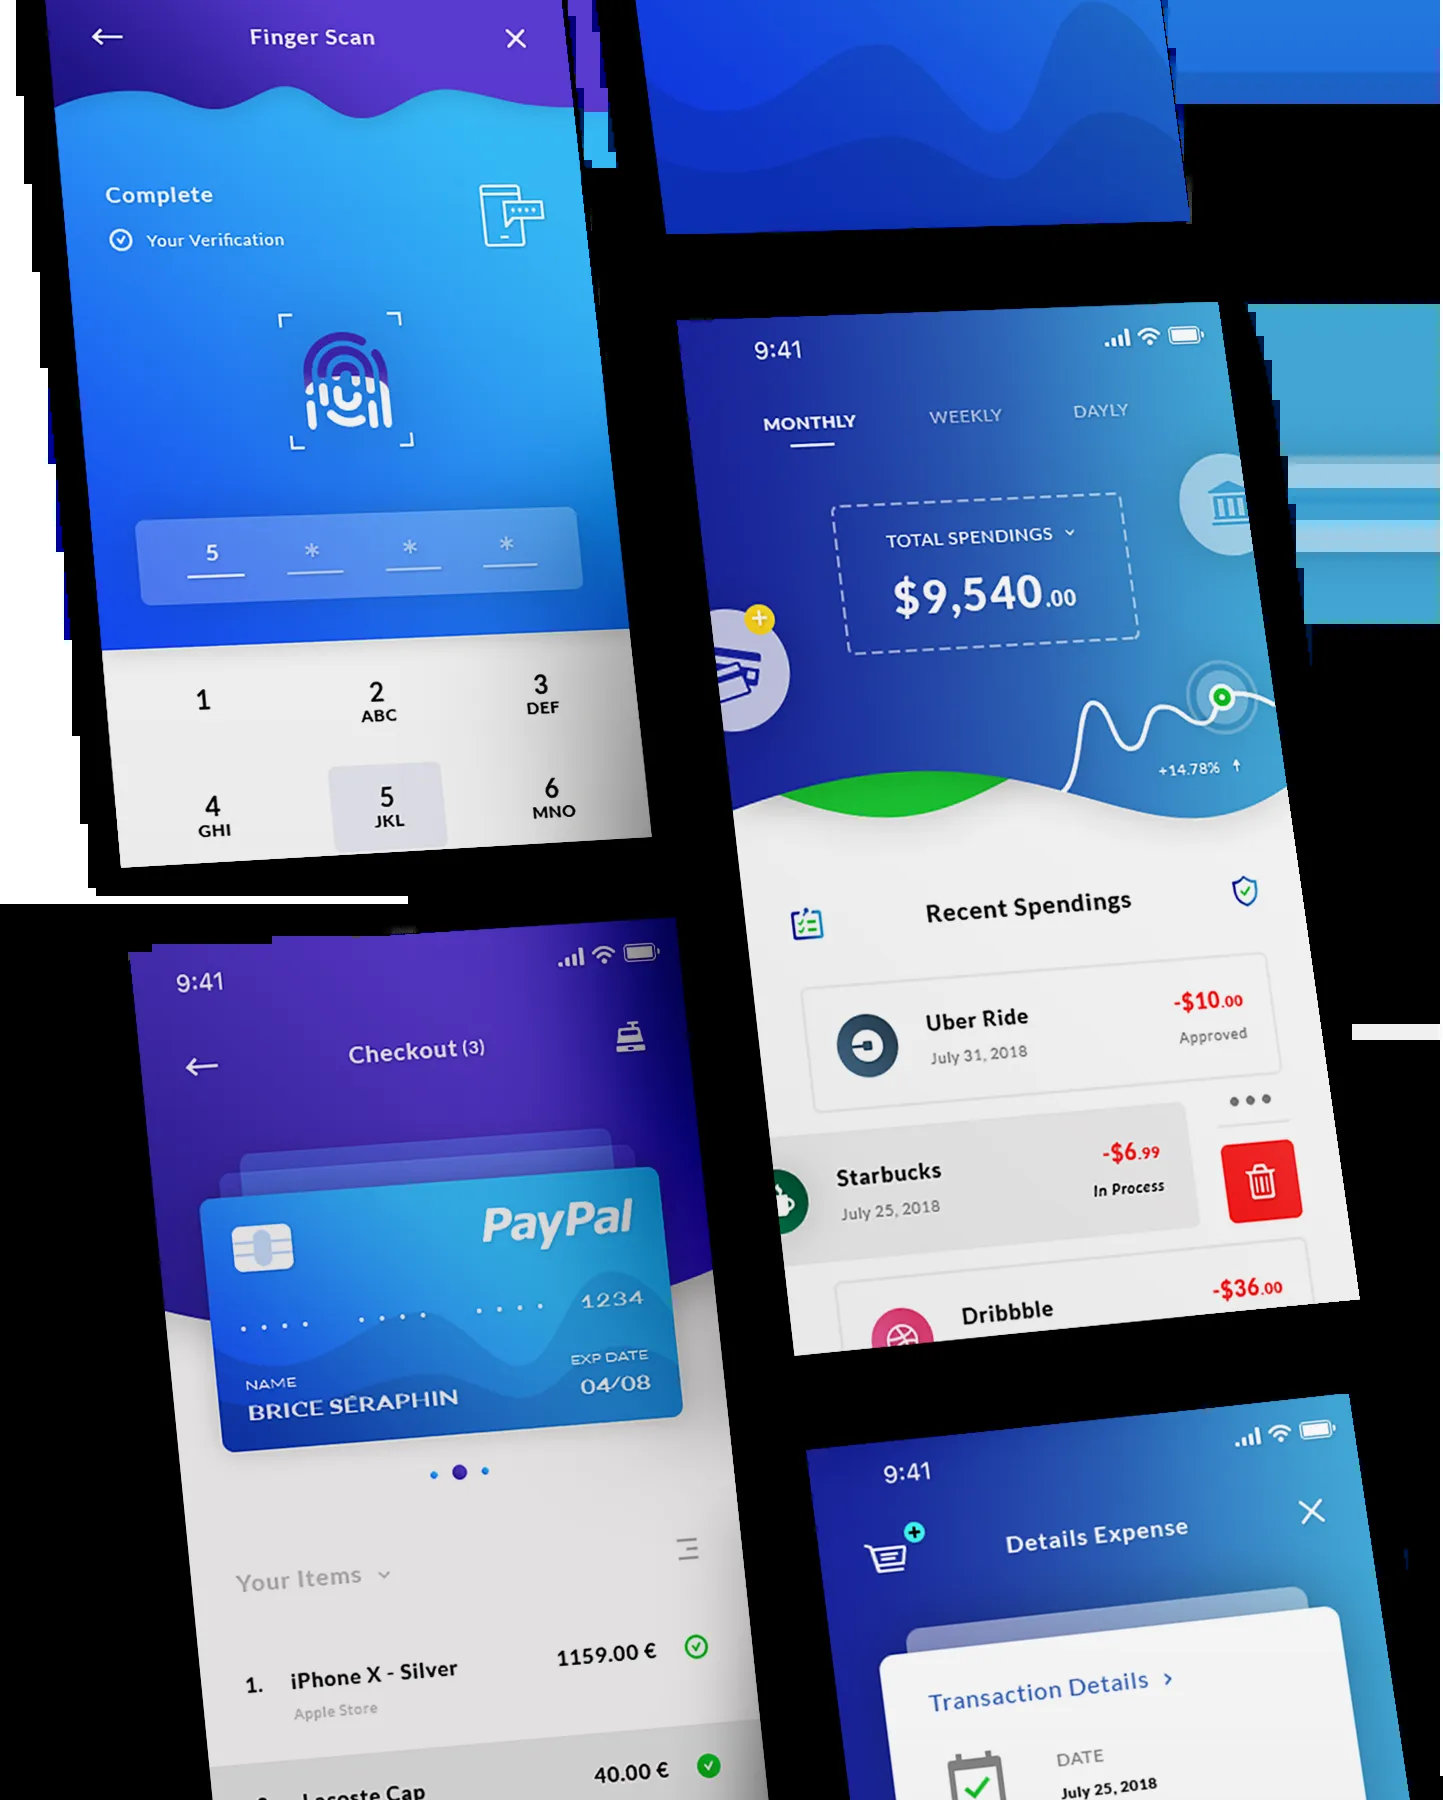 Finger Scan
Complete
Your Verification
5 * * *
1
2
ABC
3
DEF
4
GHI
5
JKL
6
MNO
9:41
MONTHLY WEEKLY DAYLY
TOTAL SPENDINGS
$9,540.00
+14.78%
Recent Spendings
Uber Ride -$10.00
July 31, 2018 Approved
Starbucks -$6.99
July 25, 2018 In Process
Dribbble -$36.00
9:41
Checkout (3)
PayPal
1234
NAME EXP DATE
BRICE SÉRAPHIN 04/08
Your Items
1. iPhone X - Silver 1159.00 €
Apple Store
Lacoste Cap 40.00 €
9:41
Details Expense
Transaction Details
DATE
July 25, 2018